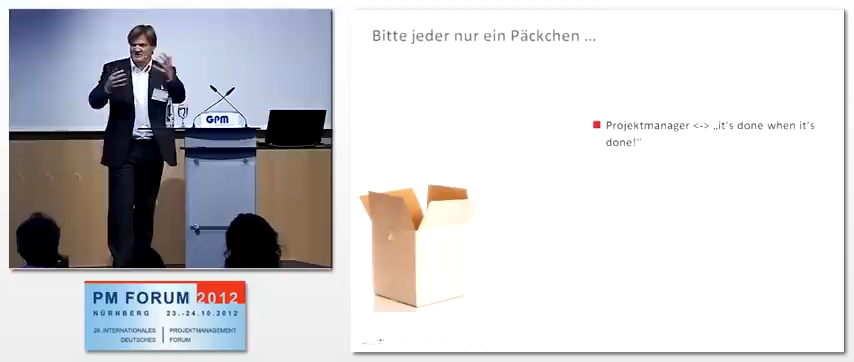 Bitte jeder nur ein Päckchen ...
Projektmanager <-> „it's done when it's
done!"
GPM
PM FORUM 2012
NÜRNBERG 23.-24.10.2012
29. INTERNATIONALES
DEUTSCHES
PROJEKTMANAGEMENT
FORUM